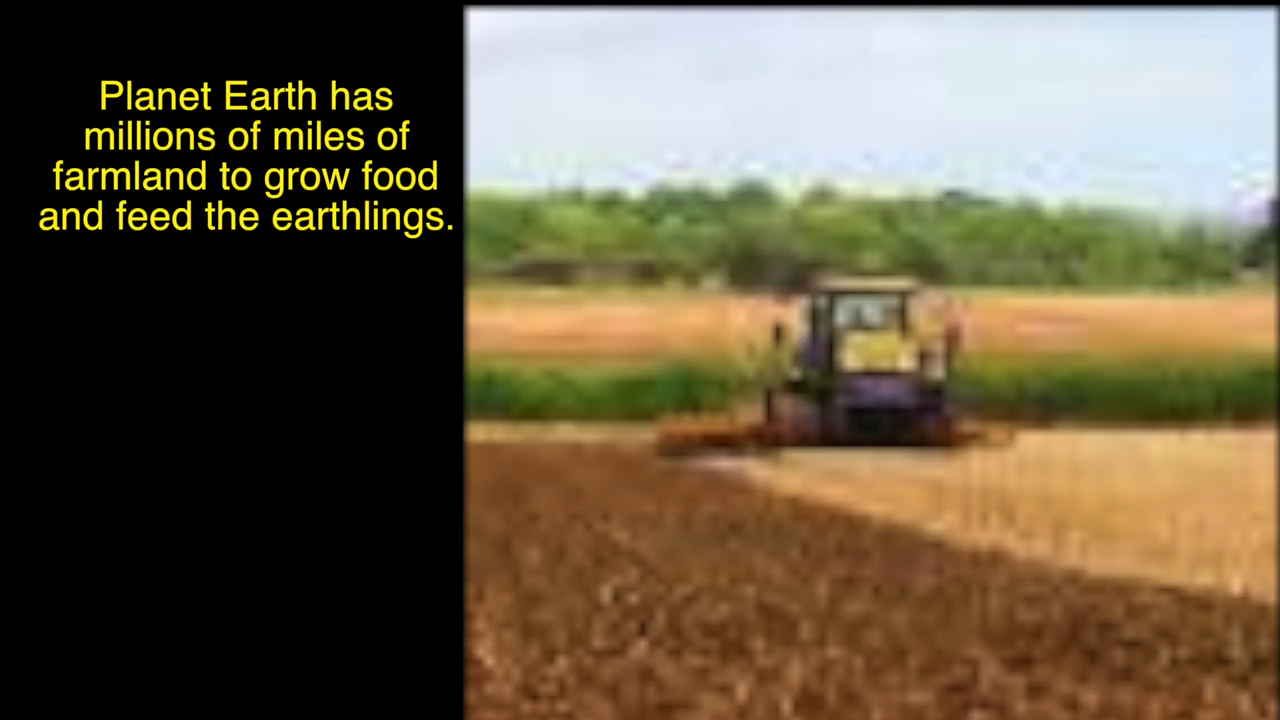 Planet Earth has
millions of miles of
farmland to grow food
and feed the earthlings.